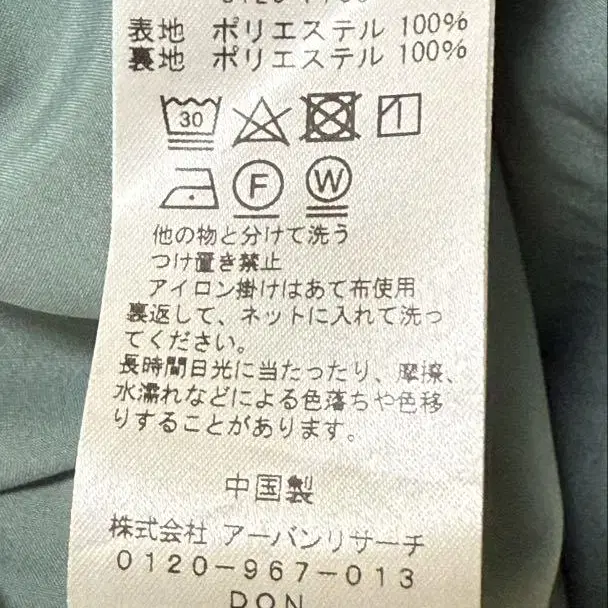 表地 ポリエステル 100%
裏地 ポリエステル 100%
30
F W
他の物と分けて洗う
つけ置き禁止
アイロン掛けはあて布使用
裏返して、ネットに入れて洗っ
てください。
長時間日光に当たったり、摩擦、
水濡れなどによる色落ちや色移
りすることがあります。
中国製
株式会社 アーバンリサーチ
0120-967-013
DON